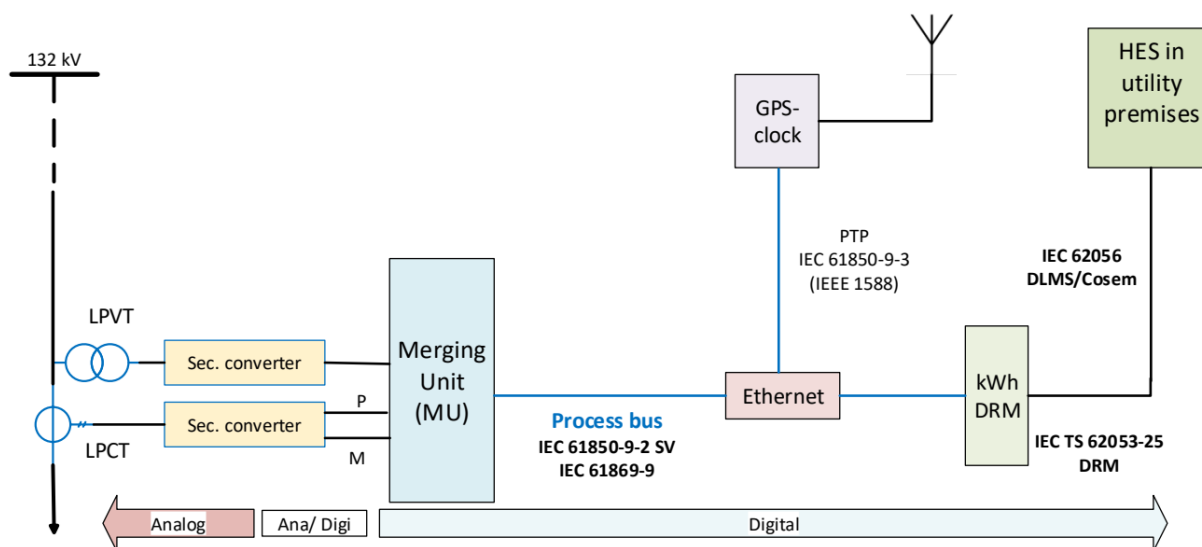 132 kV
GPS-
clock
HES in
utility
premises
PTP
IEC 61850-9-3
(IEEE 1588)
IEC 62056
DLMS/Cosem
LPVT
Sec. converter
Merging
Unit
(MU)
Ethernet
kWh
DRM
P
Sec. converter
M
LPCT
Process bus
IEC 61850-9-2 SV
IEC 61869-9
IEC TS 62053-25
DRM
Analog
Ana/ Digi
Digital